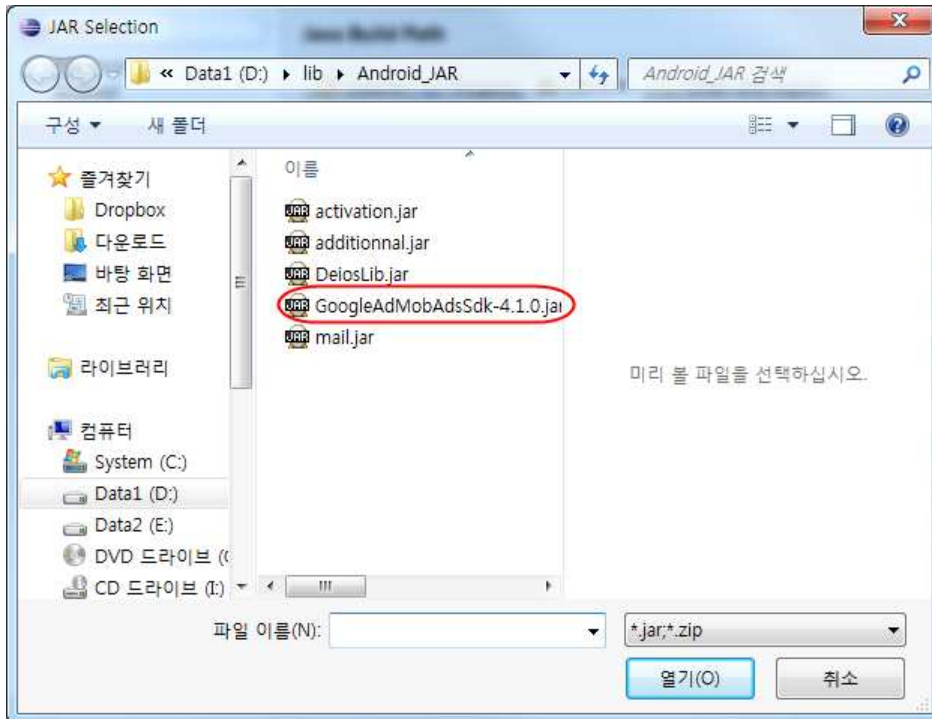 JAR Selection
Java Build Path
« Data1 (D:) ▸ lib ▸ Android_JAR
Android_JAR 검색
구성
새 폴더
즐겨찾기
Dropbox
다운로드
바탕 화면
최근 위치
라이브러리
컴퓨터
System (C:)
Data1 (D:)
Data2 (E:)
DVD 드라이브 (
CD 드라이브 (I:)
이름
activation.jar
additionnal.jar
DeiosLib.jar
GoogleAdMobAdsSdk-4.1.0.jar
mail.jar
미리 볼 파일을 선택하십시오.
파일 이름(N):
*.jar;*.zip
열기(O)
취소